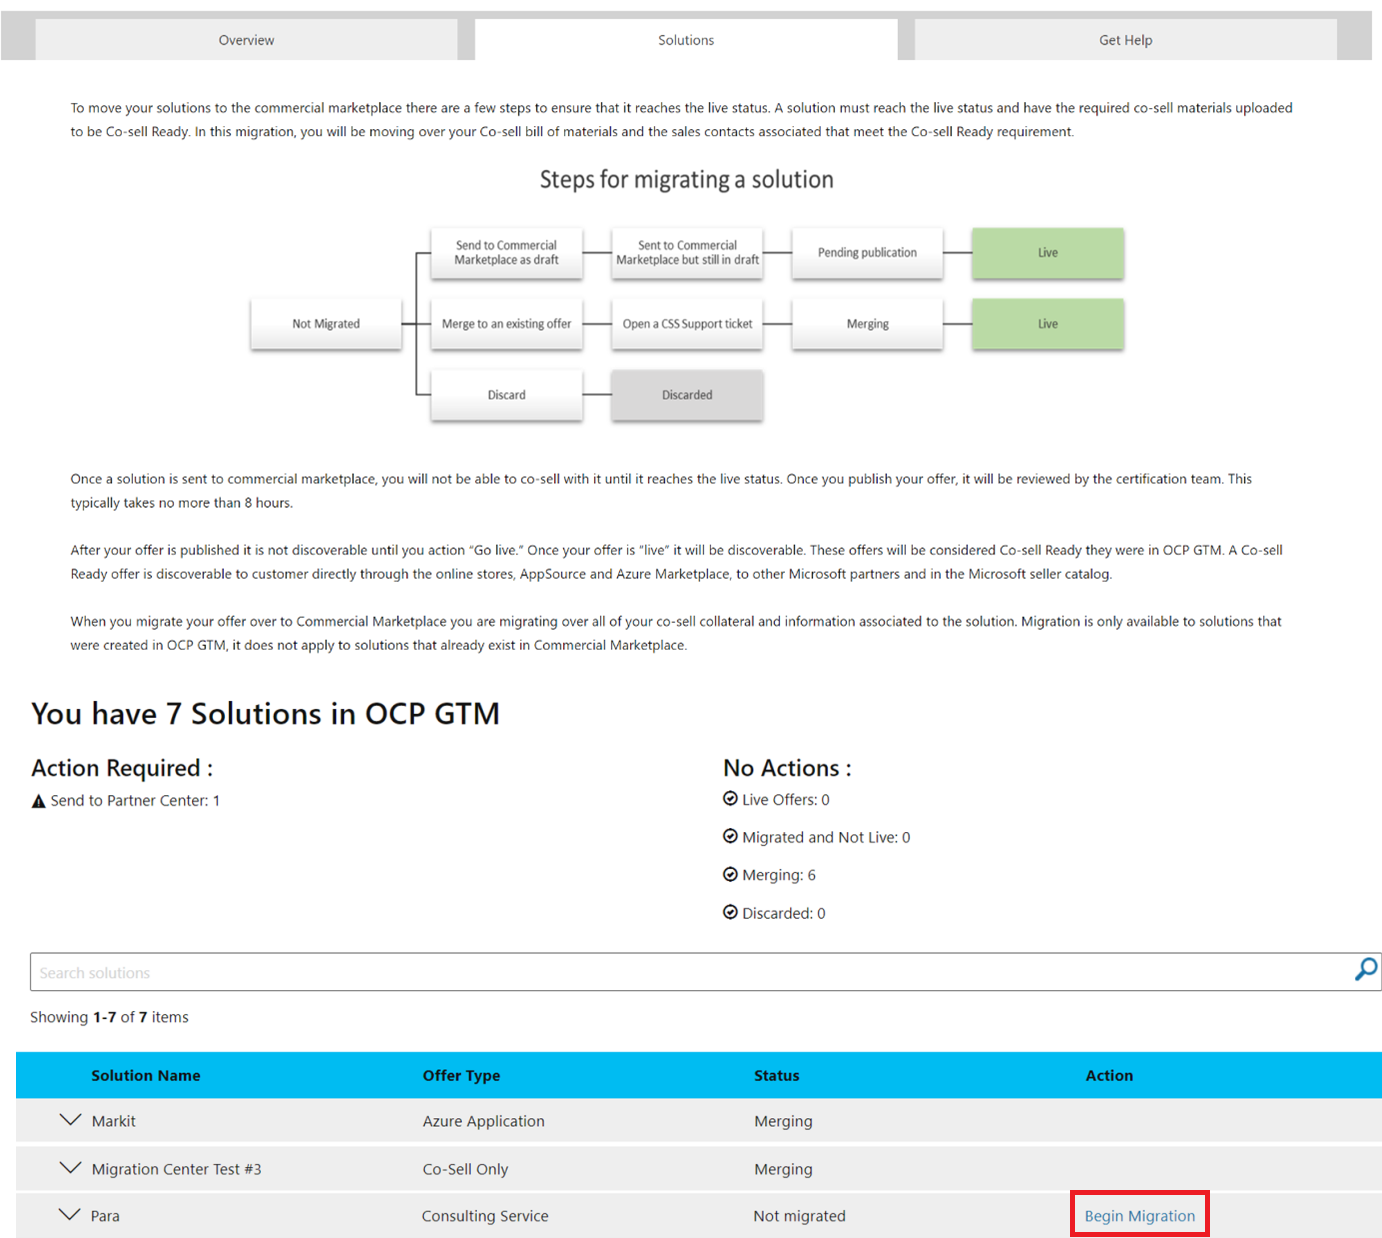 Overview
Solutions
Get Help
To move your solutions to the commercial marketplace there are a few steps to ensure that it reaches the live status. A solution must reach the live status and have the required co-sell materials uploaded
to be Co-sell Ready. In this migration, you will be moving over your Co-sell bill of materials and the sales contacts associated that meet the Co-sell Ready requirement.
Steps for migrating a solution
Send to Commercial
Marketplace as draft
Sent to Commercial
Marketplace but still in draft
Pending publication
Live
Not Migrated
Merge to an existing offer
Open a CSS Support ticket
Merging
Live
Discard
Discarded
Once a solution is sent to commercial marketplace, you will not be able to co-sell with it until it reaches the live status. Once you publish your offer, it will be reviewed by the certification team. This
typically takes no more than 8 hours.
After your offer is published it is not discoverable until you action “Go live.” Once your offer is “live” it will be discoverable. These offers will be considered Co-sell Ready they were in OCP GTM. A Co-sell
Ready offer is discoverable to customer directly through the online stores, AppSource and Azure Marketplace, to other Microsoft partners and in the Microsoft seller catalog.
When you migrate your offer over to Commercial Marketplace you are migrating over all of your co-sell collateral and information associated to the solution. Migration is only available to solutions that
were created in OCP GTM, it does not apply to solutions that already exist in Commercial Marketplace.
You have 7 Solutions in OCP GTM
Action Required :
Send to Partner Center: 1
No Actions :
Live Offers: 0
Migrated and Not Live: 0
Merging: 6
Discarded: 0
Search solutions
Showing 1-7 of 7 items
Solution Name Offer Type Status Action
Markit Azure Application Merging
Migration Center Test #3 Co-Sell Only Merging
Para Consulting Service Not migrated Begin Migration